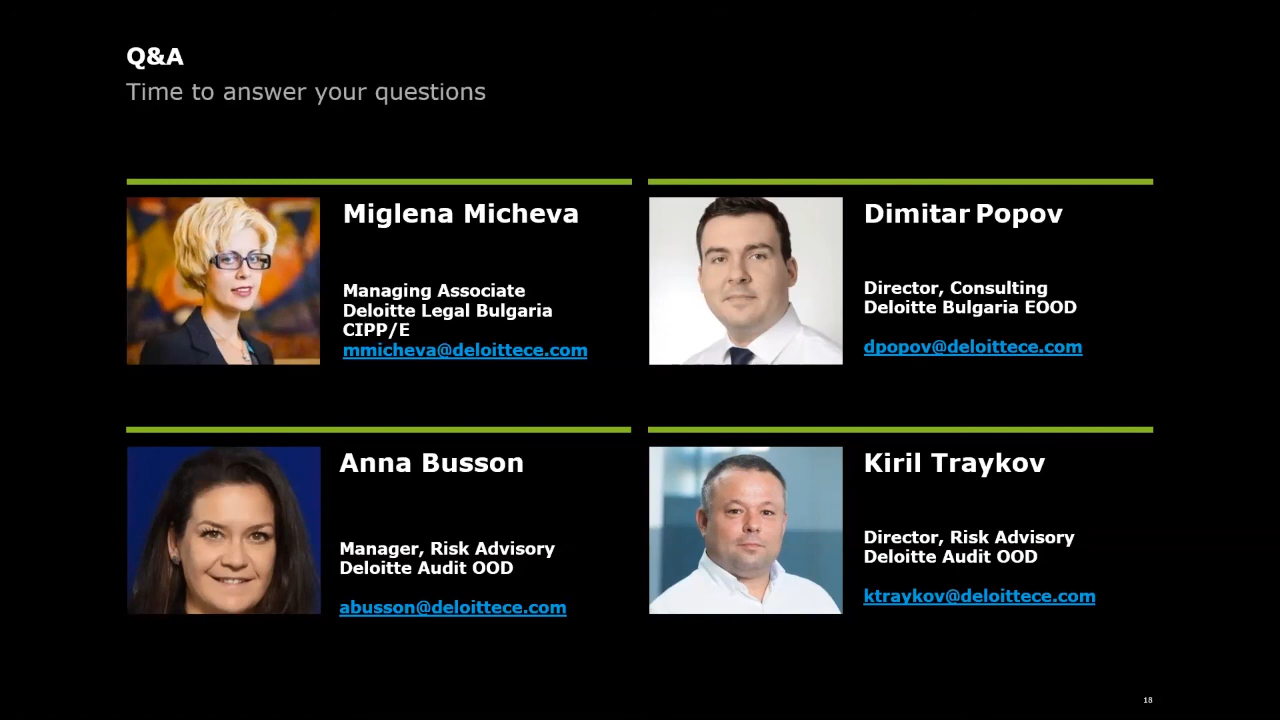 Q&A
Time to answer your questions
Miglena Micheva
Managing Associate
Deloitte Legal Bulgaria
CIPP/E
mmicheva@deloittece.com
Dimitar Popov
Director, Consulting
Deloitte Bulgaria EOOD
dpopov@deloittece.com
Anna Busson
Manager, Risk Advisory
Deloitte Audit OOD
abusson@deloittece.com
Kiril Traykov
Director, Risk Advisory
Deloitte Audit OOD
ktraykov@deloittece.com
18